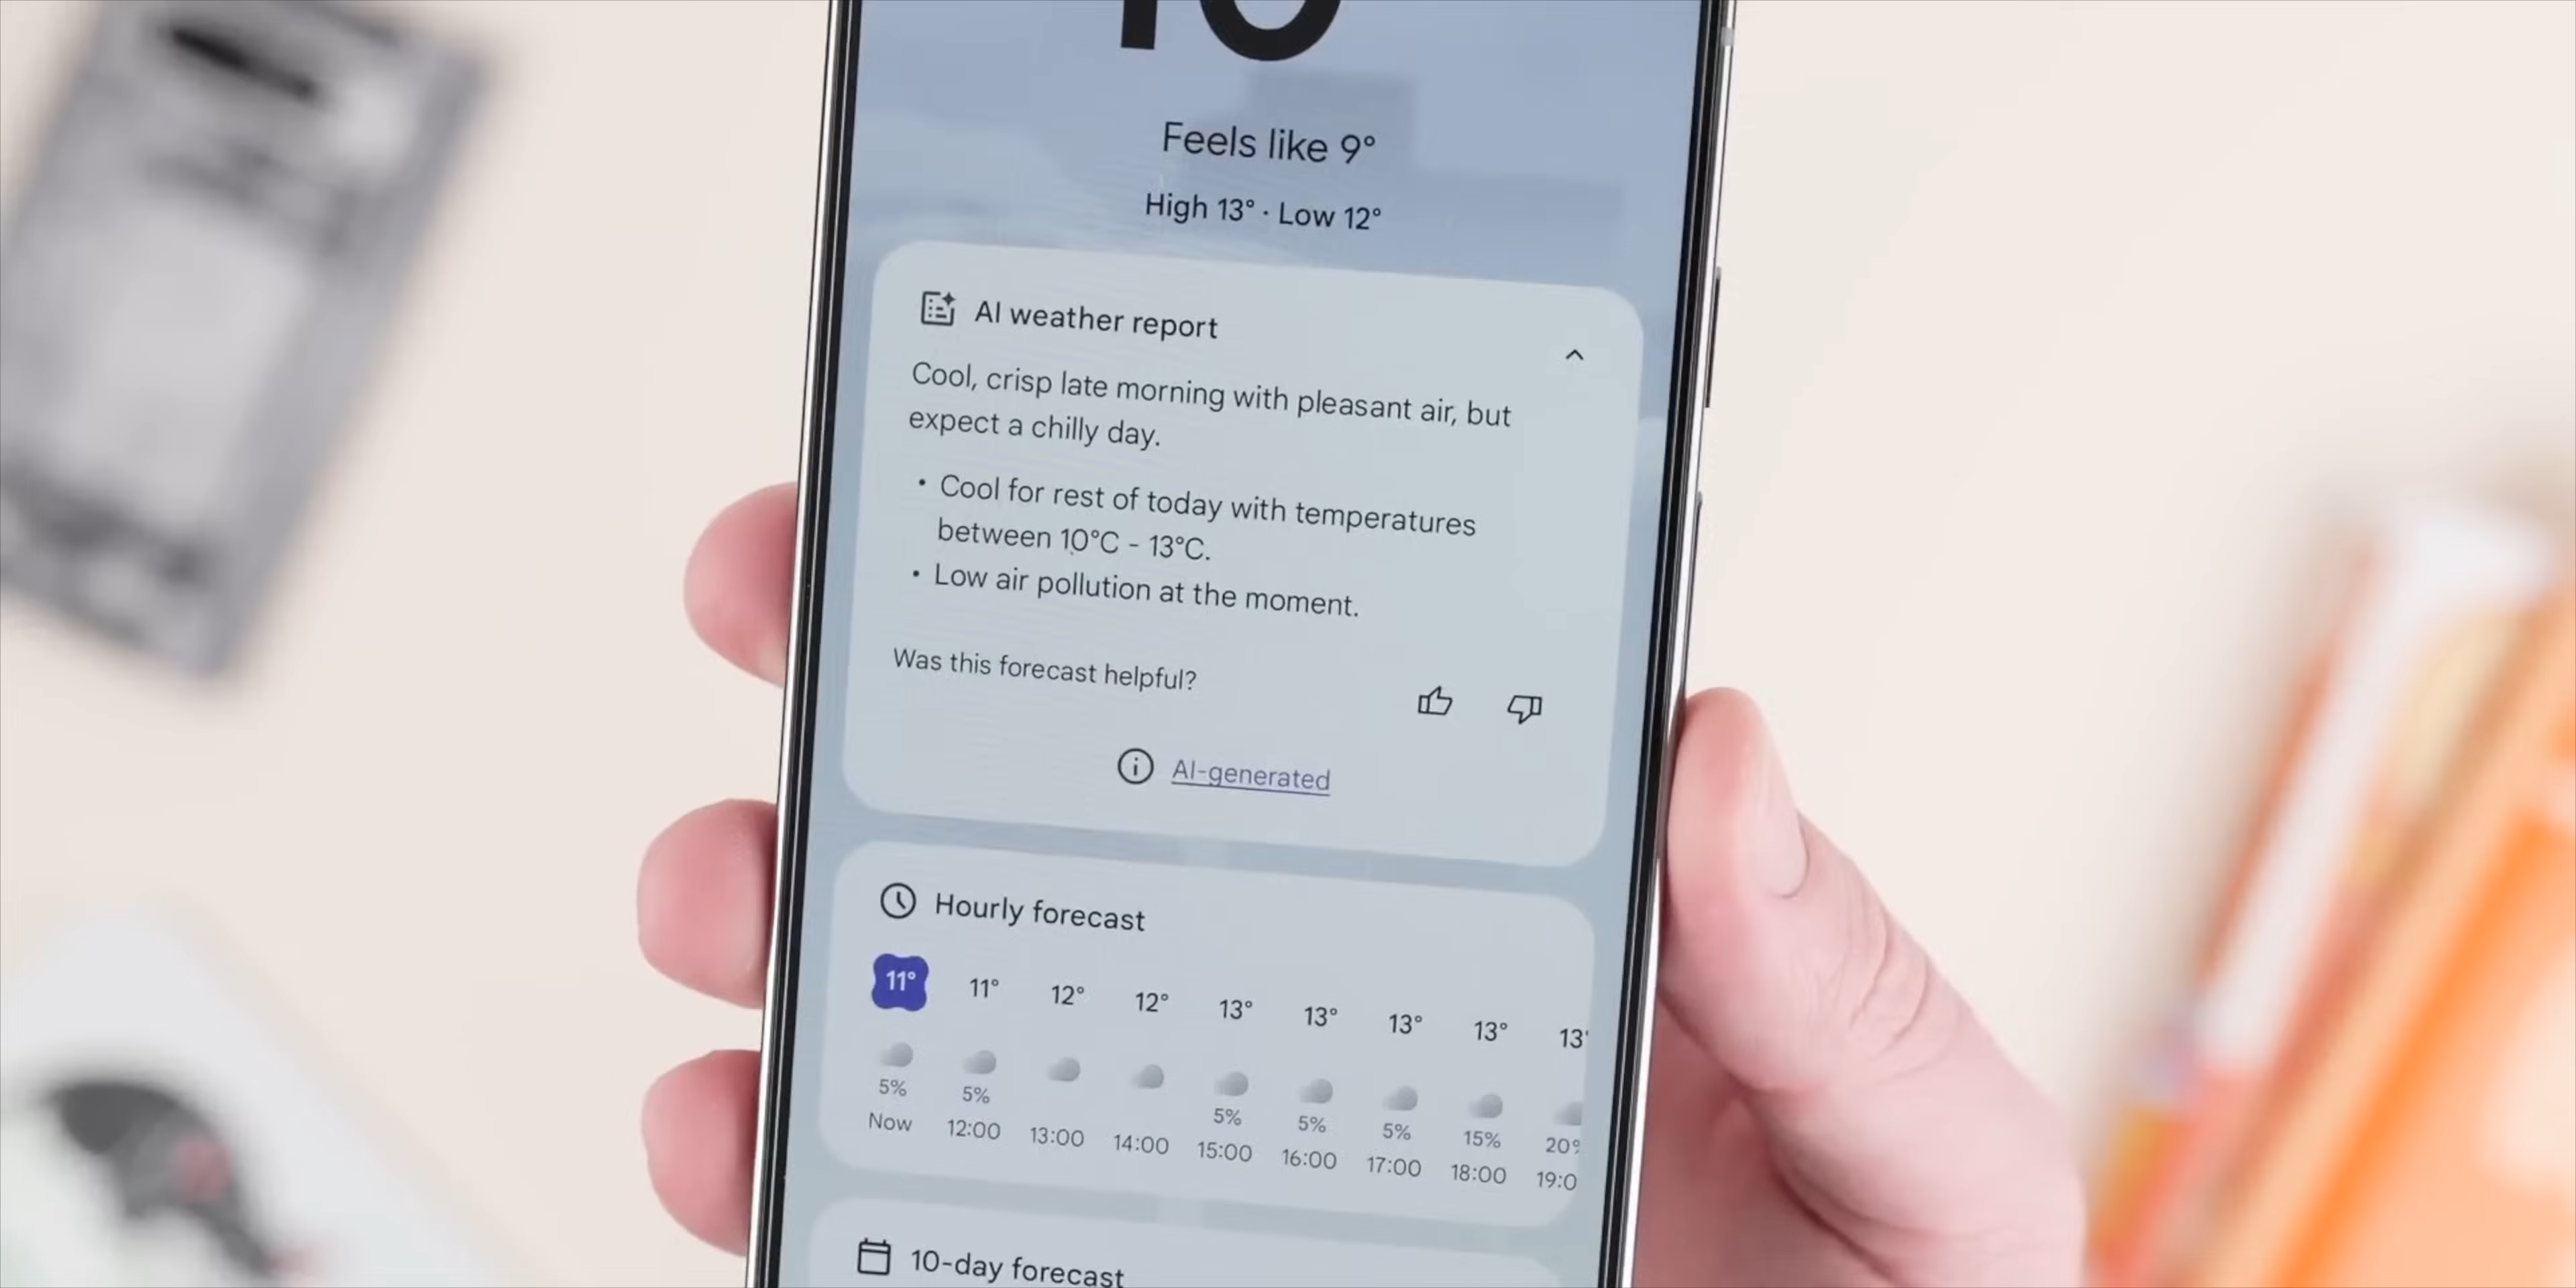 10
Feels like 9°
High 13° · Low 12°
AI weather report
Cool, crisp late morning with pleasant air, but
expect a chilly day.
• Cool for rest of today with temperatures
between 10°C - 13°C.
• Low air pollution at the moment.
Was this forecast helpful?
AI-generated
Hourly forecast
11° 11° 12° 12° 13° 13° 13° 13° 13°
5% 5% 5% 5% 5% 15% 20%
Now 12:00 13:00 14:00 15:00 16:00 17:00 18:00 19:0
10-day forecast